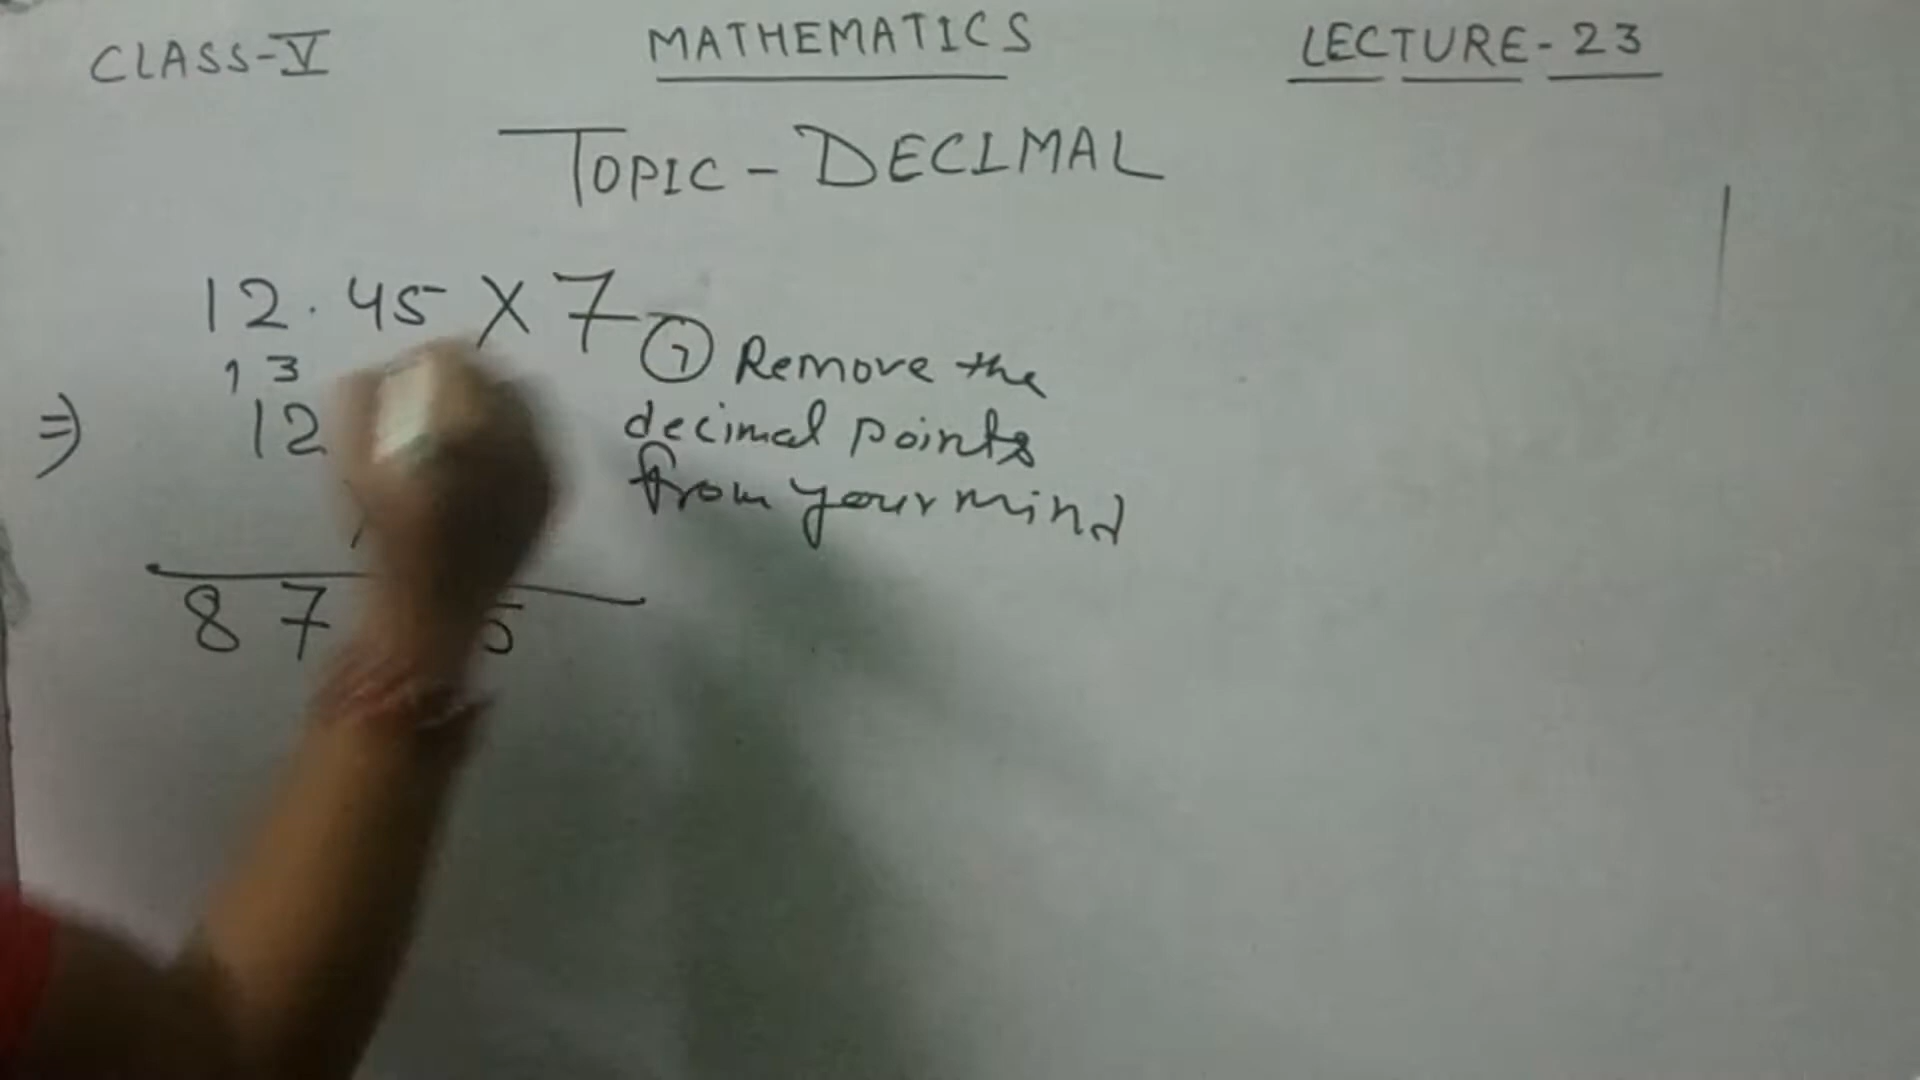 CLASS-V MATHEMATICS LECTURE-23
TOPIC - DECIMAL
12.45 X 7
1 3
⇒ 12
87 5
① Remove the
decimal points
from your mind